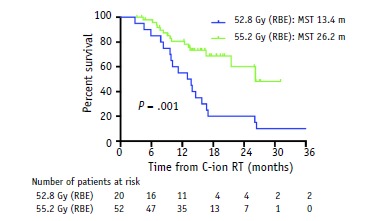 100
80
60
40
20
0
Percent survival
52.8 Gy (RBE): MST 13.4 m
55.2 Gy (RBE): MST 26.2 m
P – .001
0 6 12 18 24 30 36
Time from C-ion RT (months)
Number of patients at risk
52.8 Gy (RBE) 20 16 11 4 4 2 2
55.2 Gy (RBE) 52 47 35 13 7 1 0